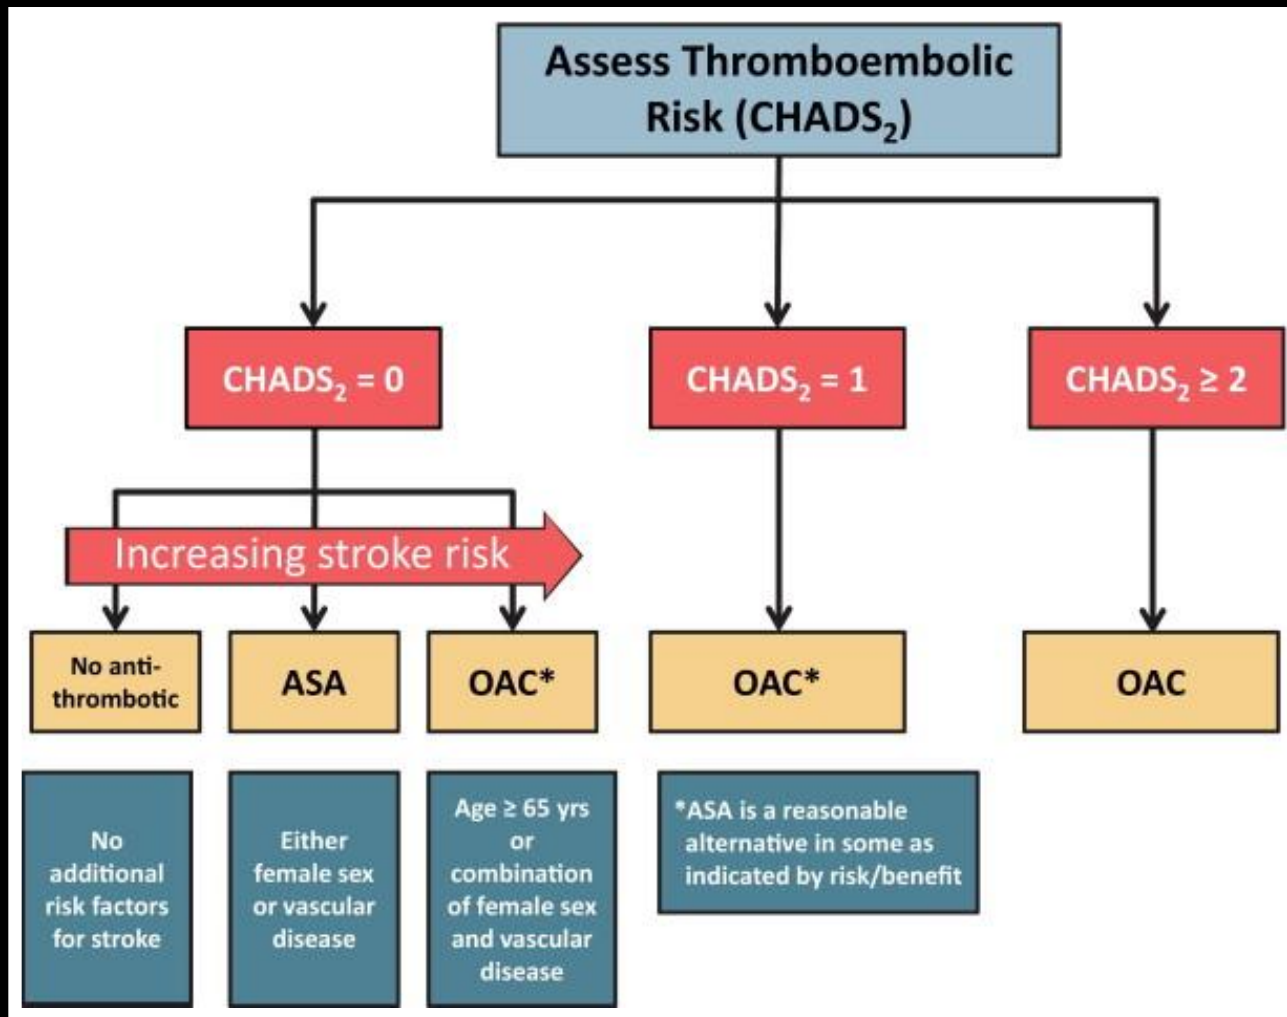 Assess Thromboembolic
Risk (CHADS₂)
CHADS₂ = 0
CHADS₂ = 1
CHADS₂ ≥ 2
Increasing stroke risk
No anti-
thrombotic
ASA
OAC*
OAC*
OAC
No
additional
risk factors
for stroke
Either
female sex
or vascular
disease
Age ≥ 65 yrs
or
combination
of female sex
and vascular
disease
*ASA is a reasonable
alternative in some as
indicated by risk/benefit